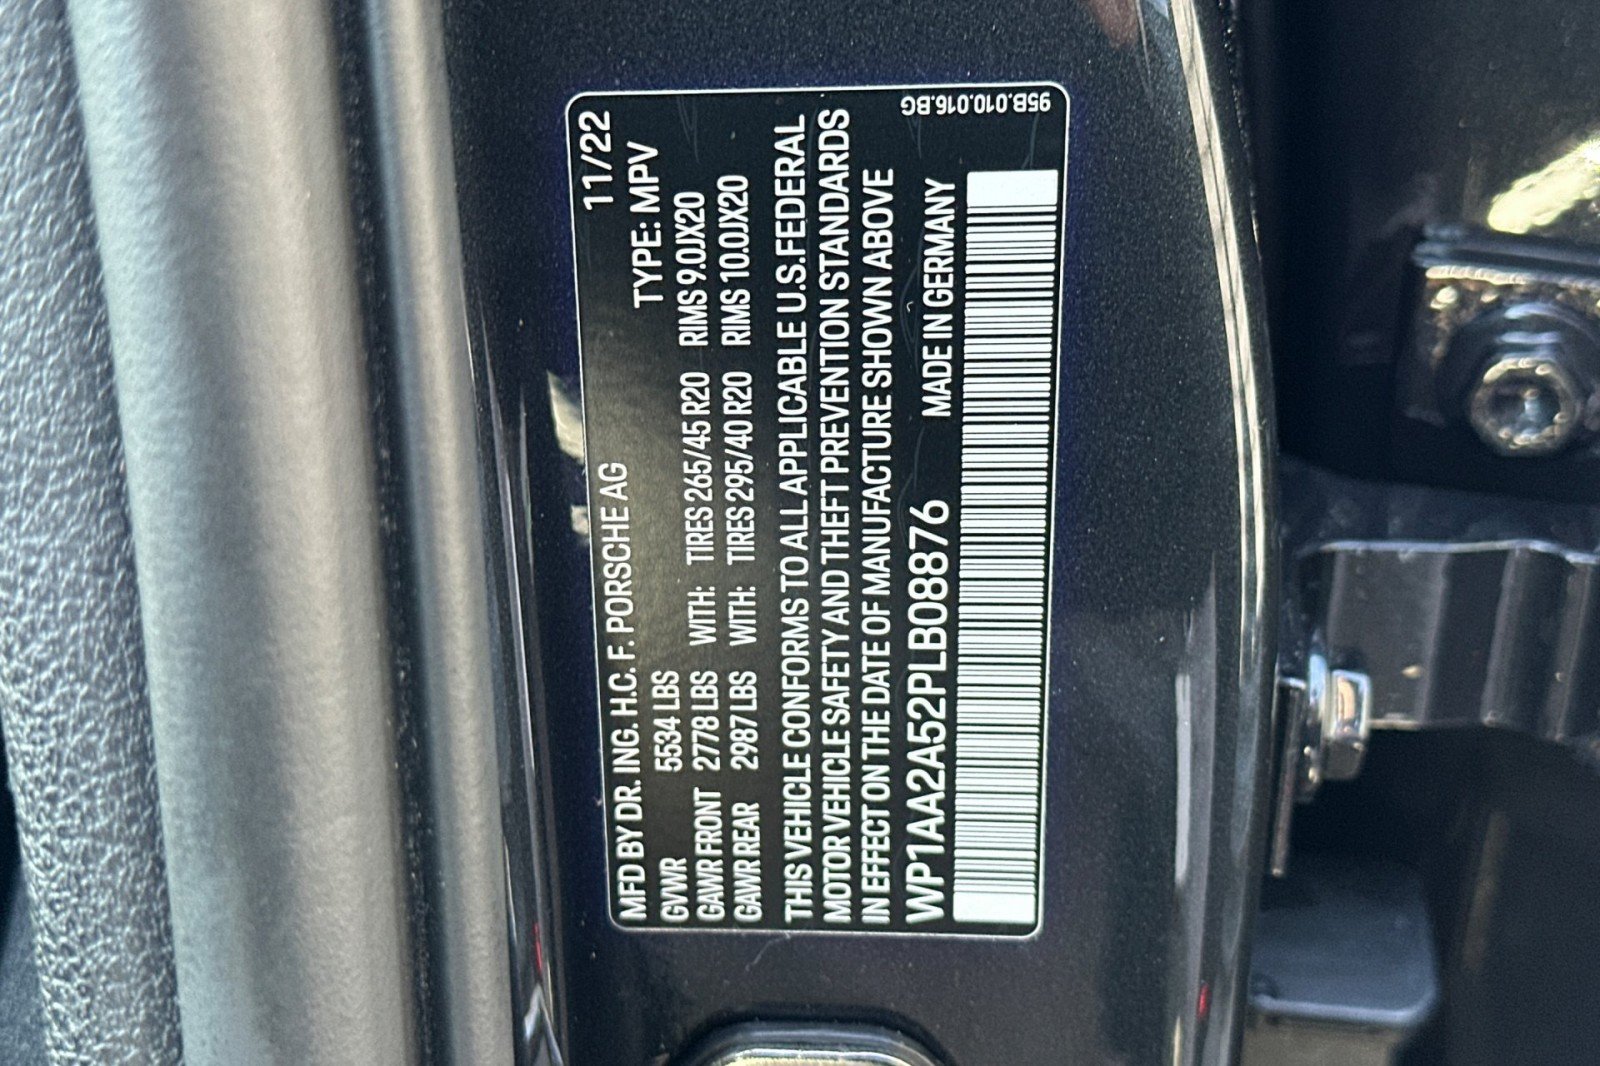 MFD BY DR. ING. H.C. F. PORSCHE AG 11/22
GVWR 5534 LBS TYPE: MPV
GAWR FRONT 2778 LBS WITH: TIRES 265/45 R20 RIMS 9.0JX20
GAWR REAR 2987 LBS WITH: TIRES 295/40 R20 RIMS 10.0JX20
THIS VEHICLE CONFORMS TO ALL APPLICABLE U.S.FEDERAL
MOTOR VEHICLE SAFETY AND THEFT PREVENTION STANDARDS
IN EFFECT ON THE DATE OF MANUFACTURE SHOWN ABOVE
WP1AA2A52PLB08876 MADE IN GERMANY
95B.010.016.BG